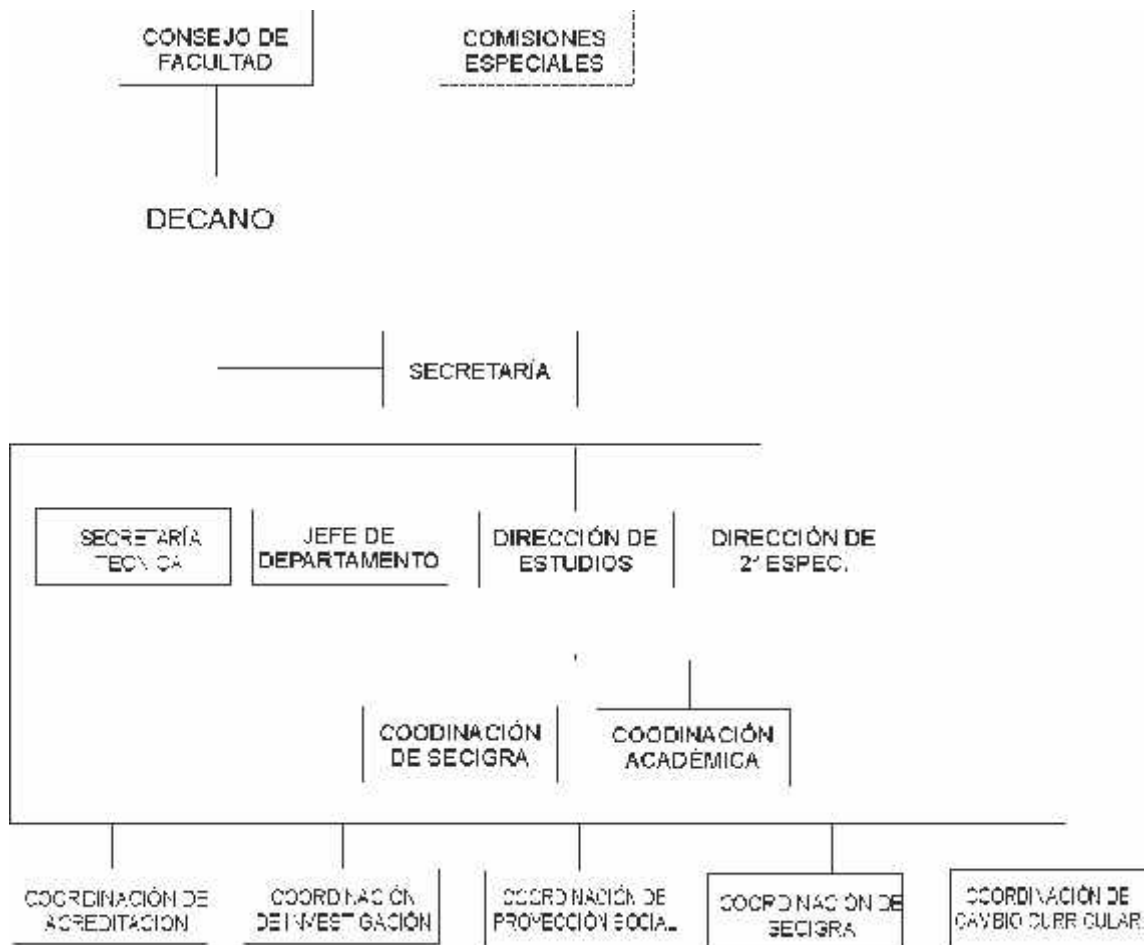 CONSEJO DE
FACULTAD
COMISIONES
ESPECIALES
DECANO
SECRETARÍA
SECRETARÍA
TECNICA
JEFE DE
DEPARTAMENTO
DIRECCIÓN DE
ESTUDIOS
DIRECCIÓN DE
2ª ESPEC.
COODINACIÓN
DE SECIGRA
COODINACIÓN
ACADÉMICA
COORDINACIÓN DE
ACREDITACION
COORDINACIÓN
DE INVESTIGACIÓN
COORDINACIÓN DE
PROYECCIÓN SOCIAL
COORDINACIÓN DE
SECIGRA
COORDINACIÓN DE
CAMBIO CURRICULAR